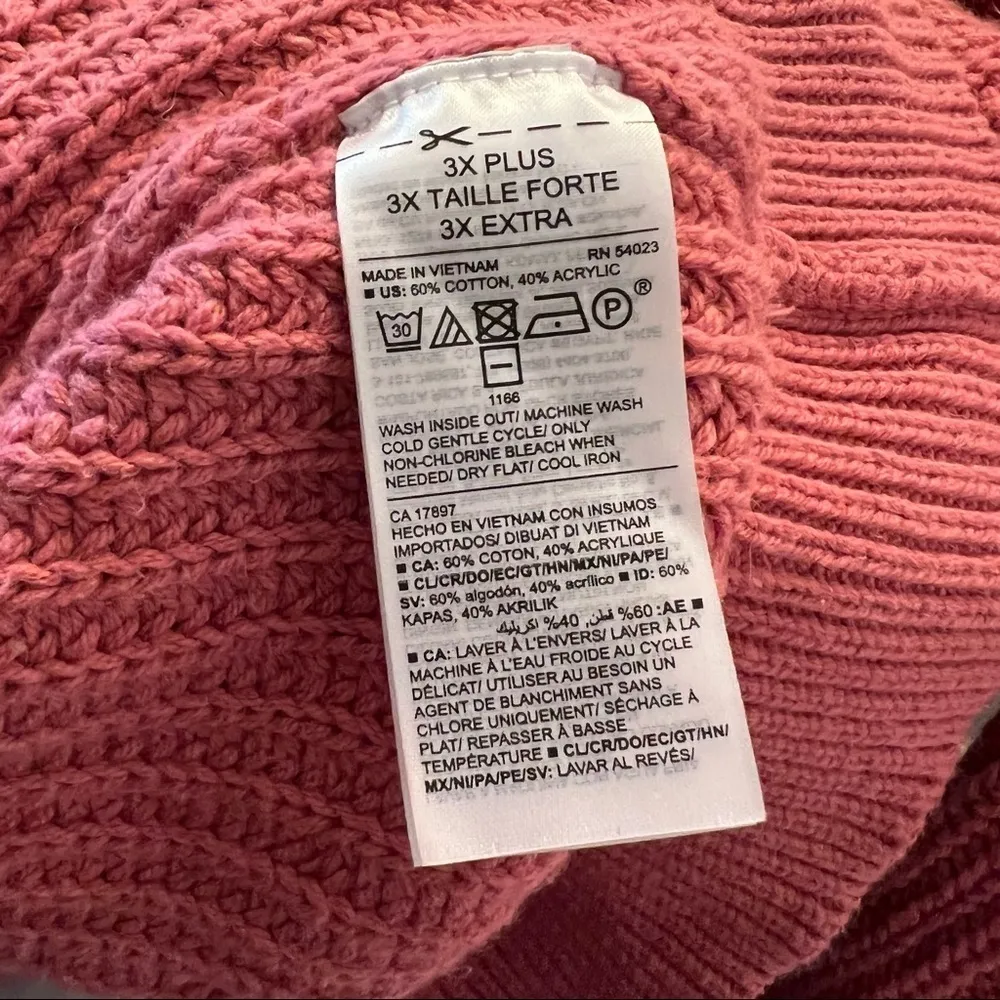 3X PLUS
3X TAILLE FORTE
3X EXTRA
MADE IN VIETNAM RN 54023
■ US: 60% COTTON, 40% ACRYLIC
30 P ®
1166
WASH INSIDE OUT/ MACHINE WASH
COLD GENTLE CYCLE/ ONLY
NON-CHLORINE BLEACH WHEN
NEEDED/ DRY FLAT/ COOL IRON
CA 17897
HECHO EN VIETNAM CON INSUMOS
IMPORTADOS/ DIBUAT DI VIETNAM
■ CA: 60% COTON, 40% ACRYLIQUE
■ CL/CR/DO/EC/GT/HN/MX/NI/PA/PE/
SV: 60% algodón, 40% acrílico ■ ID: 60%
KAPAS, 40% AKRILIK
■ AE: 60% قطن, 40% اكريليك
■ CA: LAVER À L'ENVERS/ LAVER À LA
MACHINE À L'EAU FROIDE AU CYCLE
DÉLICAT/ UTILISER AU BESOIN UN
AGENT DE BLANCHIMENT SANS
CHLORE UNIQUEMENT/ SÉCHAGE À
PLAT/ REPASSER À BASSE
TEMPÉRATURE ■ CL/CR/DO/EC/GT/HN/
MX/NI/PA/PE/SV: LAVAR AL REVÉS/